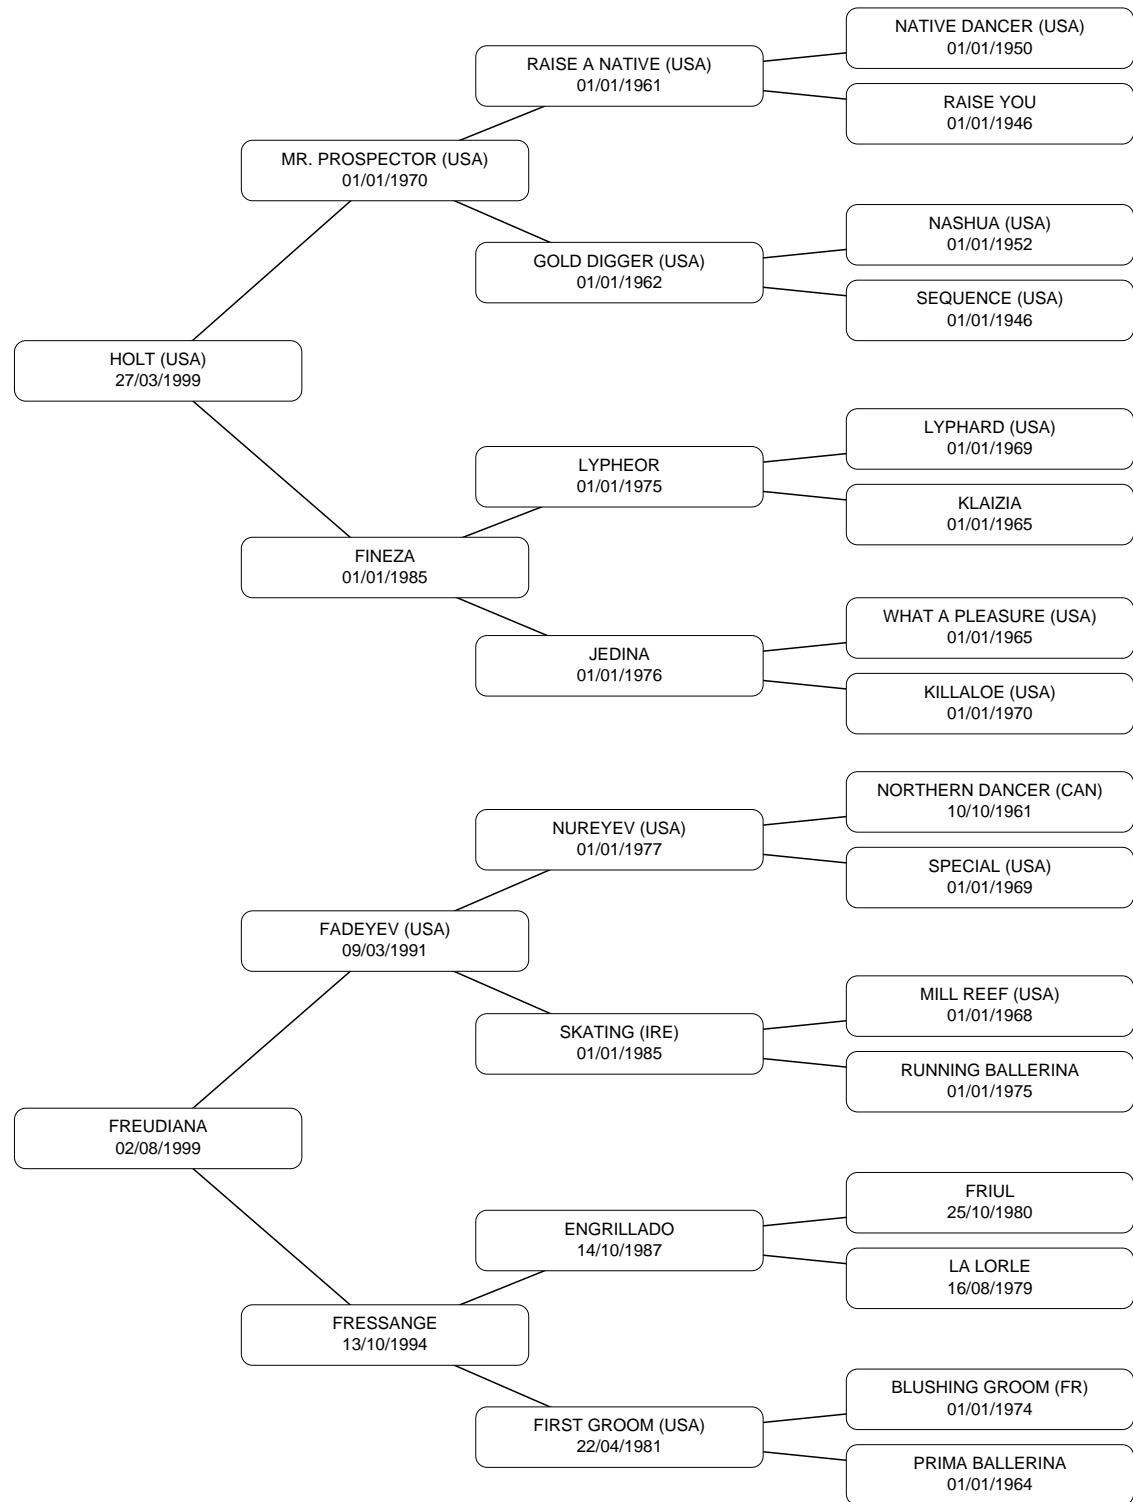 NATIVE DANCER (USA)
01/01/1950
RAISE A NATIVE (USA)
01/01/1961
RAISE YOU
01/01/1946
MR. PROSPECTOR (USA)
01/01/1970
NASHUA (USA)
01/01/1952
GOLD DIGGER (USA)
01/01/1962
SEQUENCE (USA)
01/01/1946
HOLT (USA)
27/03/1999
LYPHARD (USA)
01/01/1969
LYPHEOR
01/01/1975
KLAIZIA
01/01/1965
FINEZA
01/01/1985
WHAT A PLEASURE (USA)
01/01/1965
JEDINA
01/01/1976
KILLALOE (USA)
01/01/1970
NORTHERN DANCER (CAN)
10/10/1961
NUREYEV (USA)
01/01/1977
SPECIAL (USA)
01/01/1969
FADEYEV (USA)
09/03/1991
MILL REEF (USA)
01/01/1968
SKATING (IRE)
01/01/1985
RUNNING BALLERINA
01/01/1975
FREUDIANA
02/08/1999
FRIUL
25/10/1980
ENGRILLADO
14/10/1987
LA LORLE
16/08/1979
FRESSANGE
13/10/1994
BLUSHING GROOM (FR)
01/01/1974
FIRST GROOM (USA)
22/04/1981
PRIMA BALLERINA
01/01/1964